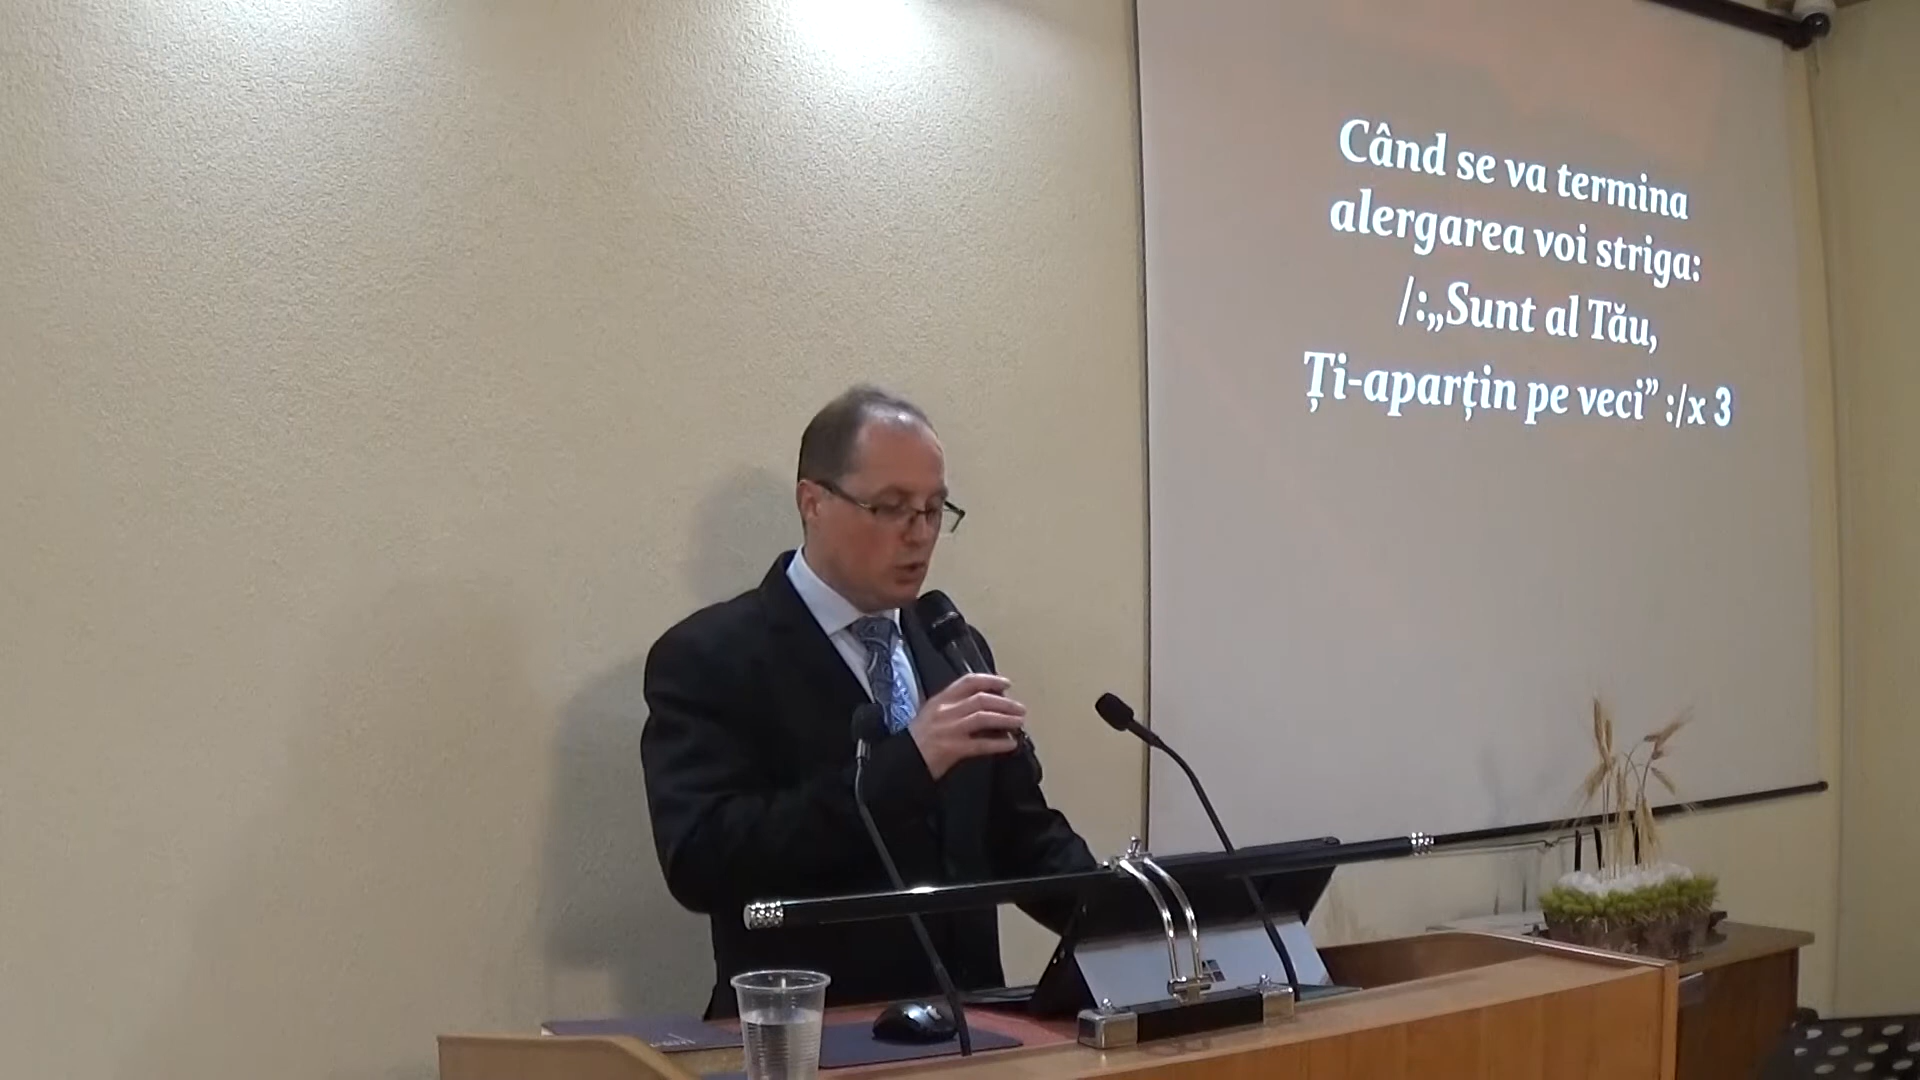 Când se va termina
alergarea voi striga:
/:„Sunt al Tău,
Ți-aparțin pe veci” :/x 3